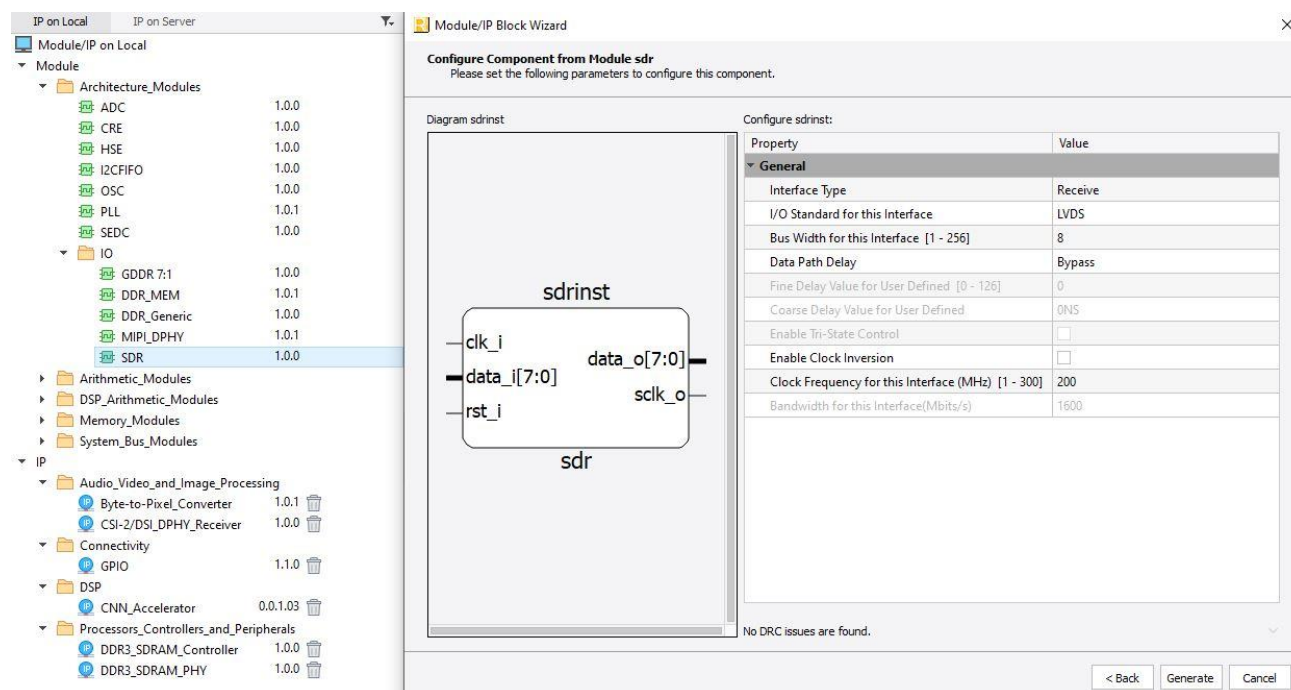 IP on Local IP on Server
Module/IP on Local
Module
Architecture_Modules
ADC 1.0.0
CRE 1.0.0
HSE 1.0.0
I2CFIFO 1.0.0
OSC 1.0.0
PLL 1.0.1
SEDC 1.0.0
IO
GDDR 7:1 1.0.0
DDR_MEM 1.0.1
DDR_Generic 1.0.0
MIPI_DPHY 1.0.1
SDR 1.0.0
Arithmetic_Modules
DSP_Arithmetic_Modules
Memory_Modules
System_Bus_Modules
IP
Audio_Video_and_Image_Processing
Byte-to-Pixel_Converter 1.0.1
CSI-2/DSI_DPHY_Receiver 1.0.0
Connectivity
GPIO 1.1.0
DSP
CNN_Accelerator 0.0.1.03
Processors_Controllers_and_Peripherals
DDR3_SDRAM_Controller 1.0.0
DDR3_SDRAM_PHY 1.0.0
Module/IP Block Wizard
Configure Component from Module sdr
Please set the following parameters to configure this component.
Diagram sdrinst
sdrinst
clk_i
data_i[7:0]
rst_i
data_o[7:0]
sclk_o
sdr
Configure sdrinst:
Property Value
General
Interface Type Receive
I/O Standard for this Interface LVDS
Bus Width for this Interface [1 - 256] 8
Data Path Delay Bypass
Fine Delay Value for User Defined [0 - 126] 0
Coarse Delay Value for User Defined 0NS
Enable Tri-State Control
Enable Clock Inversion
Clock Frequency for this Interface (MHz) [1 - 300] 200
Bandwidth for this Interface(Mbits/s) 1600
No DRC issues are found.
< Back Generate Cancel